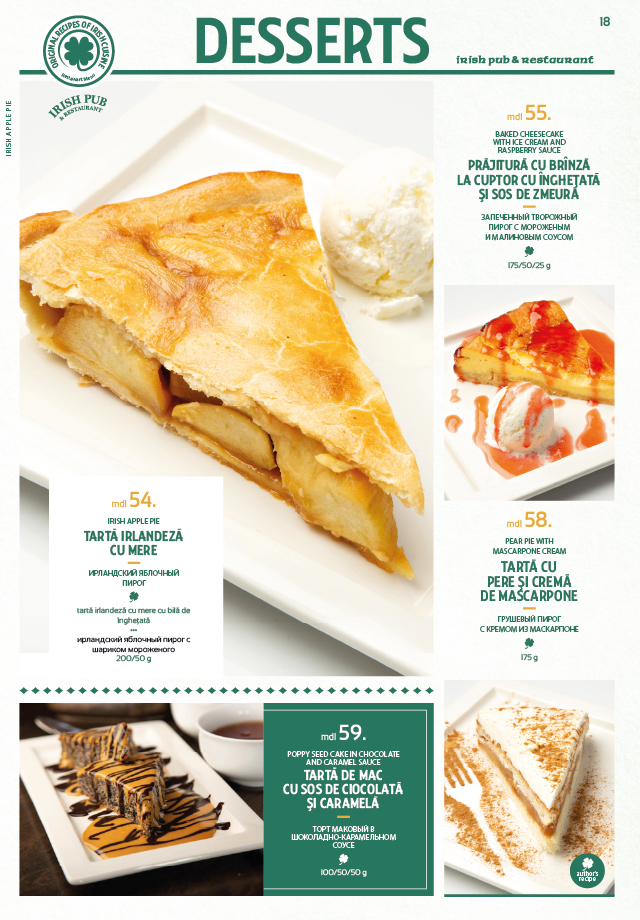 ORIGINAL RECIPES OF IRISH CUISINE
Restaurant Menu
DESSERTS
18
irish pub & restaurant
IRISH PUB
& RESTAURANT
IRISH APPLE PIE
mdl 55.
BAKED CHEESECAKE
WITH ICE CREAM AND
RASPBERRY SAUCE
PRĂJITURĂ CU BRÎNZĂ
LA CUPTOR CU ÎNGHEȚATĂ
ȘI SOS DE ZMEURĂ
ЗАПЕЧЕННЫЙ ТВОРОЖНЫЙ
ПИРОГ С МОРОЖЕНЫМ
И МАЛИНОВЫМ СОУСОМ
175/50/25 g
mdl 54.
IRISH APPLE PIE
TARTĂ IRLANDEZĂ
CU MERE
ИРЛАНДСКИЙ ЯБЛОЧНЫЙ
ПИРОГ
tartă irlandeză cu mere cu bilă de
înghețată
***
ирландский яблочный пирог с
шариком мороженого
200/50 g
mdl 58.
PEAR PIE WITH
MASCARPONE CREAM
TARTĂ CU
PERE ȘI CREMĂ
DE MASCARPONE
ГРУШЕВЫЙ ПИРОГ
С КРЕМОМ ИЗ МАСКАРПОНЕ
175 g
mdl 59.
POPPY SEED CAKE IN CHOCOLATE
AND CARAMEL SAUCE
TARTĂ DE MAC
CU SOS DE CIOCOLATĂ
ȘI CARAMELĂ
ТОРТ МАКОВЫЙ В
ШОКОЛАДНО-КАРАМЕЛЬНОМ
СОУСЕ
100/50/50 g
author's
recipe